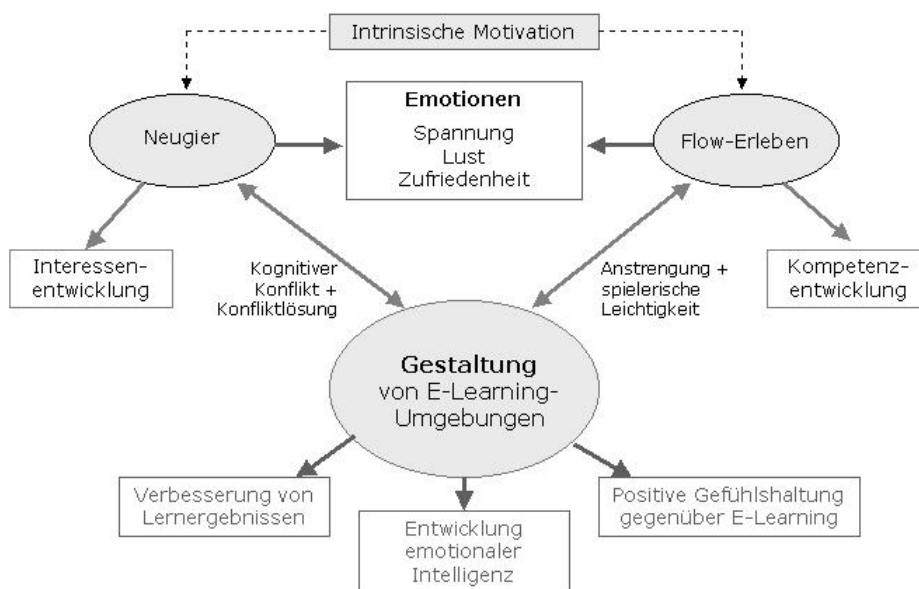 Intrinsische Motivation
Neugier
Emotionen
Spannung
Lust
Zufriedenheit
Flow-Erleben
Interessen-
entwicklung
Kognitiver
Konflikt +
Konfliktlösung
Anstrengung +
spielerische
Leichtigkeit
Kompetenz-
entwicklung
Gestaltung
von E-Learning-
Umgebungen
Verbesserung von
Lernergebnissen
Entwicklung
emotionaler
Intelligenz
Positive Gefühlshaltung
gegenüber E-Learning